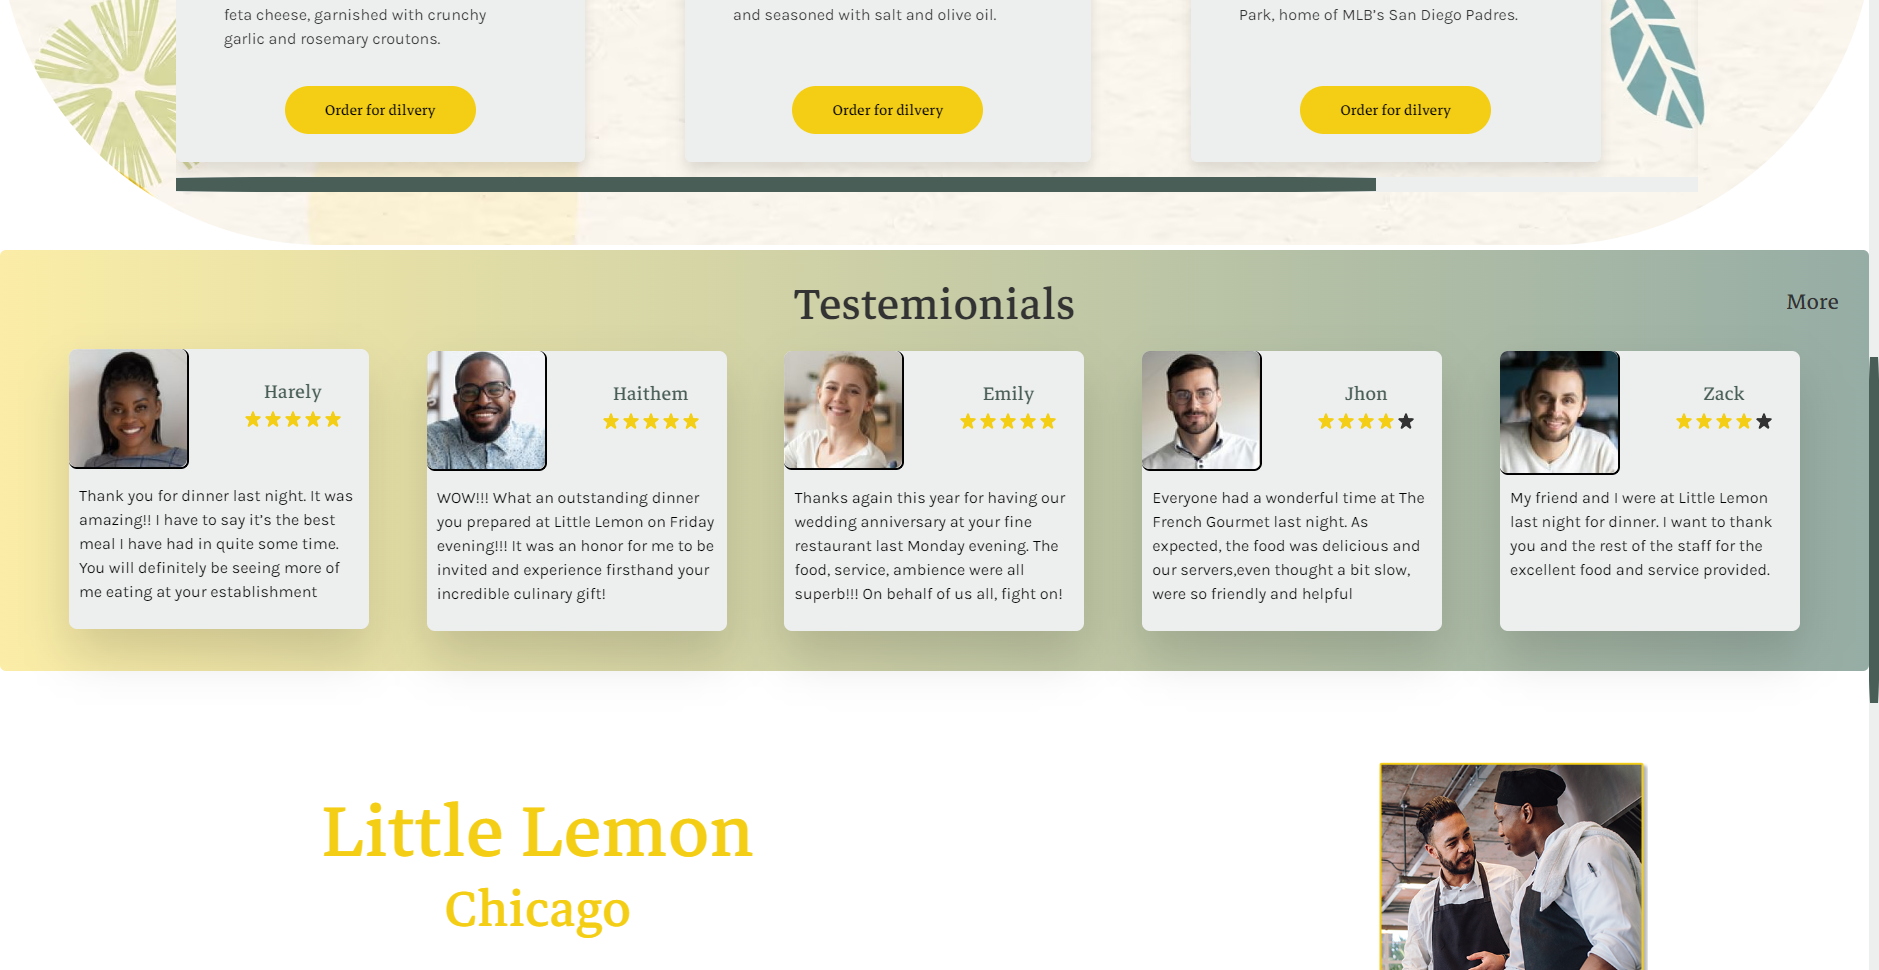 feta cheese, garnished with crunchy
garlic and rosemary croutons.
Order for dilvery
and seasoned with salt and olive oil.
Order for dilvery
Park, home of MLB’s San Diego Padres.
Order for dilvery
Testemionials
More
Harely
Thank you for dinner last night. It was
amazing!! I have to say it’s the best
meal I have had in quite some time.
You will definitely be seeing more of
me eating at your establishment
Haithem
WOW!!! What an outstanding dinner
you prepared at Little Lemon on Friday
evening!!! It was an honor for me to be
invited and experience firsthand your
incredible culinary gift!
Emily
Thanks again this year for having our
wedding anniversary at your fine
restaurant last Monday evening. The
food, service, ambience were all
superb!!! On behalf of us all, fight on!
Jhon
Everyone had a wonderful time at The
French Gourmet last night. As
expected, the food was delicious and
our servers,even thought a bit slow,
were so friendly and helpful
Zack
My friend and I were at Little Lemon
last night for dinner. I want to thank
you and the rest of the staff for the
excellent food and service provided.
Little Lemon
Chicago